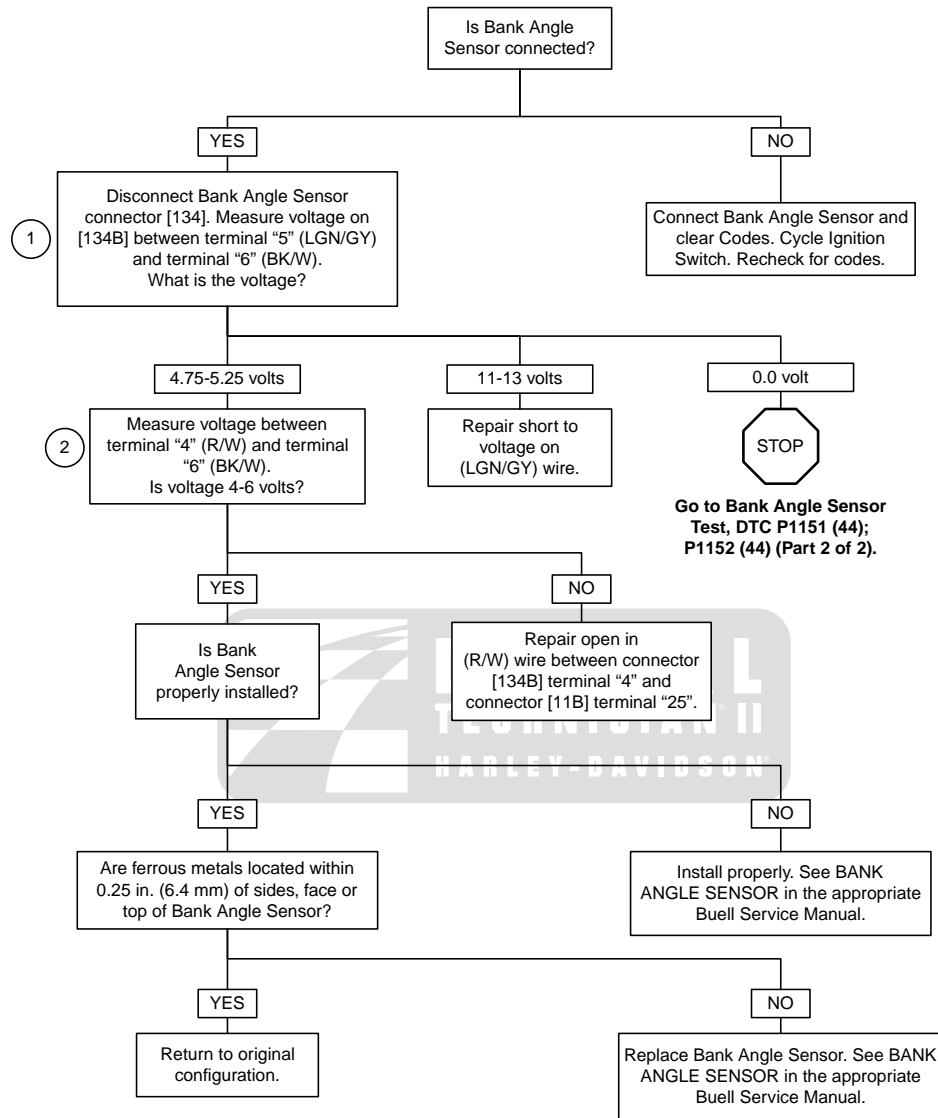 Is Bank Angle
Sensor connected?
YES
NO
1
Disconnect Bank Angle Sensor
connector [134]. Measure voltage on
[134B] between terminal “5” (LGN/GY)
and terminal “6” (BK/W).
What is the voltage?
Connect Bank Angle Sensor and
clear Codes. Cycle Ignition
Switch. Recheck for codes.
4.75-5.25 volts
11-13 volts
0.0 volt
2
Measure voltage between
terminal “4” (R/W) and terminal
“6” (BK/W).
Is voltage 4-6 volts?
Repair short to
voltage on
(LGN/GY) wire.
STOP
Go to Bank Angle Sensor
Test, DTC P1151 (44);
P1152 (44) (Part 2 of 2).
YES
NO
Is Bank
Angle Sensor
properly installed?
Repair open in
(R/W) wire between connector
[134B] terminal “4” and
connector [11B] terminal “25”.
II
HARLEY-DAVIDSON
YES
NO
Are ferrous metals located within
0.25 in. (6.4 mm) of sides, face or
top of Bank Angle Sensor?
Install properly. See BANK
ANGLE SENSOR in the appropriate
Buell Service Manual.
YES
NO
Return to original
configuration.
Replace Bank Angle Sensor. See BANK
ANGLE SENSOR in the appropriate
Buell Service Manual.